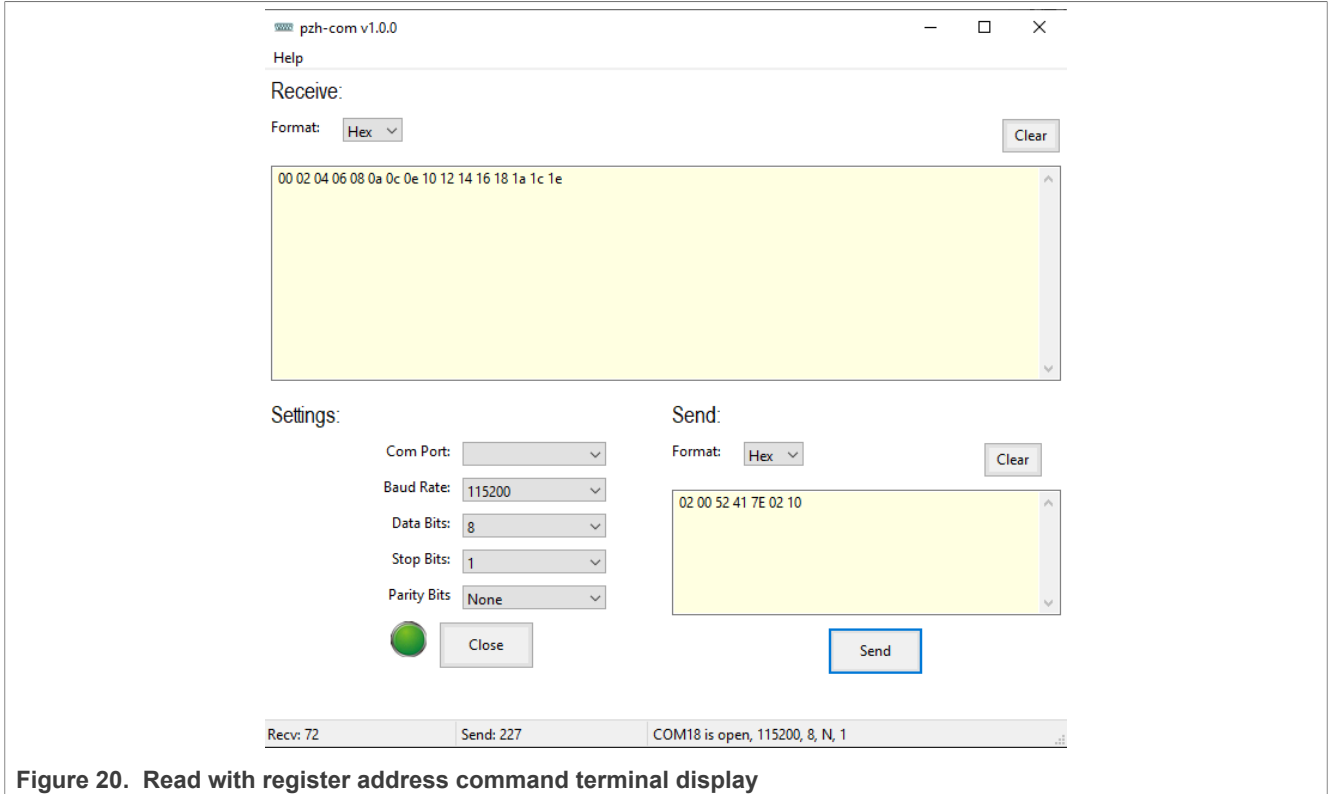 pzh-com v1.0.0
Help
Receive:
Format: Hex
Clear
00 02 04 06 08 0a 0c 0e 10 12 14 16 18 1a 1c 1e
Settings:
Com Port:
Baud Rate: 115200
Data Bits: 8
Stop Bits: 1
Parity Bits None
Close
Send:
Format: Hex
Clear
02 00 52 41 7E 02 10
Send
Recv: 72 Send: 227 COM18 is open, 115200, 8, N, 1
Figure 20. Read with register address command terminal display